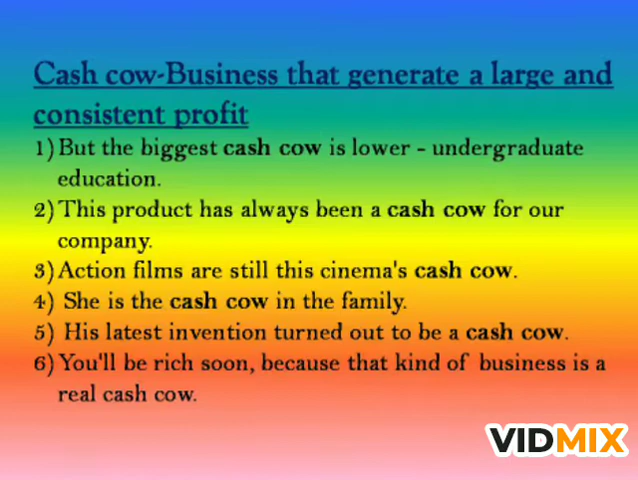 Cash cow-Business that generate a large and
consistent profit
1) But the biggest cash cow is lower - undergraduate
education.
2) This product has always been a cash cow for our
company.
3) Action films are still this cinema's cash cow.
4) She is the cash cow in the family.
5) His latest invention turned out to be a cash cow.
6) You'll be rich soon, because that kind of business is a
real cash cow.
VIDMIX